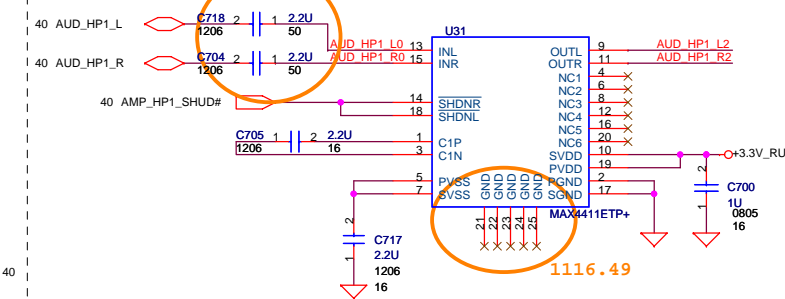 40 AUD_HP1_L
C718 2 1 2.2U
1206 50
AUD_HP1_L0 13
40 AUD_HP1_R
C704 2 1 2.2U
1206 50
AUD_HP1_R0 15
U31
INL
INR
OUTL 9 AUD_HP1_L2
OUTR 11 AUD_HP1_R2
40 AMP_HP1_SHUD#
14 SHDNR
18 SHDNL
NC1 4
NC2 6
NC3 8
NC4 12
NC5 16
NC6 20
C705 1 2 2.2U
1206 16
1 C1P
3 C1N
SVDD 10
PVDD 19
+3.3V_RU
5 PVSS
7 SVSS
PGND 2
SGND 17
GND GND GND GND GND
21 22 23 24 25
MAX4411ETP+
2
1
C700
1U
0805
16
2
1
C717
2.2U
1206
16
1116.49
40